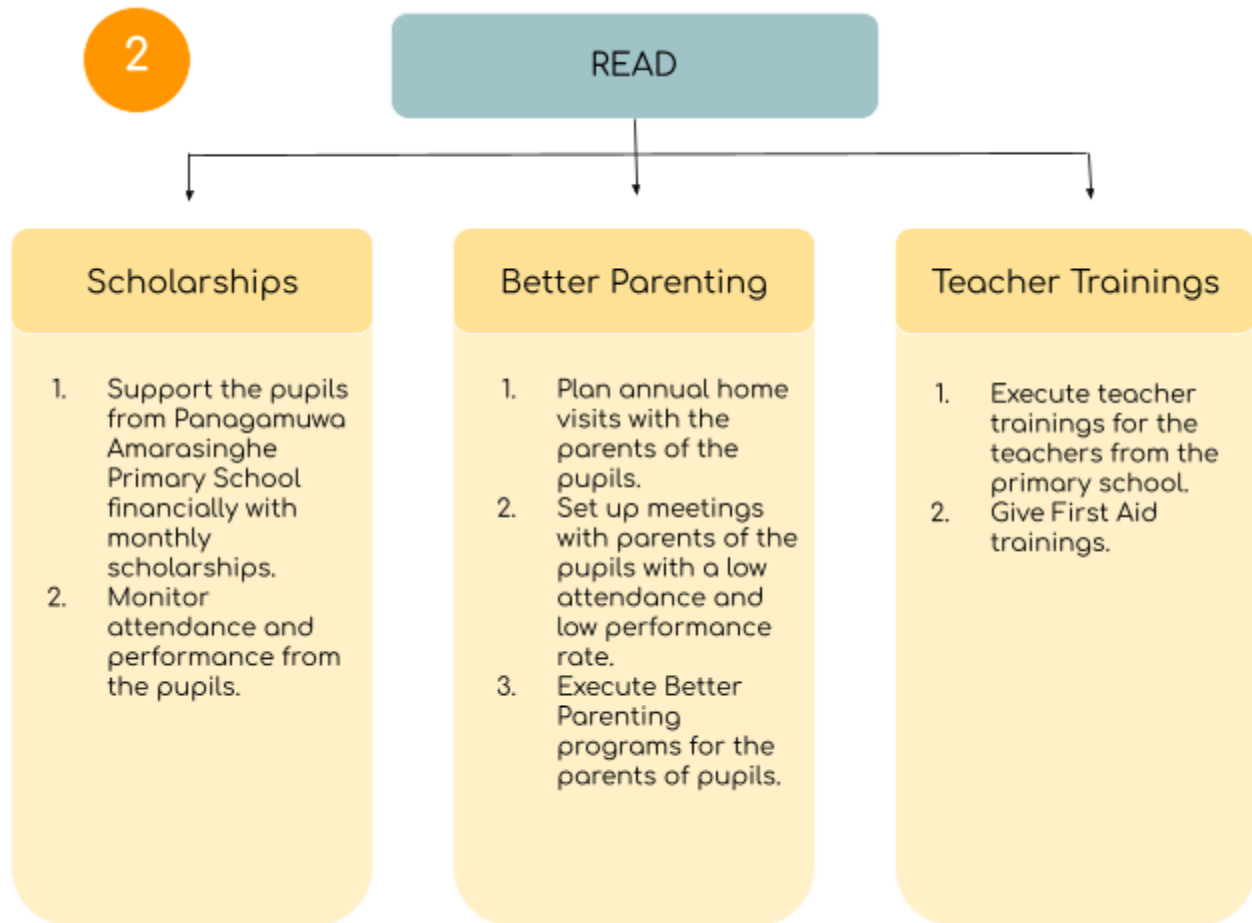 2
READ
Scholarships
1. Support the pupils
from Panagamuwa
Amarasinghe
Primary School
financially with
monthly
scholarships.
2. Monitor
attendance and
performance from
the pupils.
Better Parenting
1. Plan annual home
visits with the
parents of the
pupils.
2. Set up meetings
with parents of the
pupils with a low
attendance and
low performance
rate.
3. Execute Better
Parenting
programs for the
parents of pupils.
Teacher Trainings
1. Execute teacher
trainings for the
teachers from the
primary school.
2. Give First Aid
trainings.